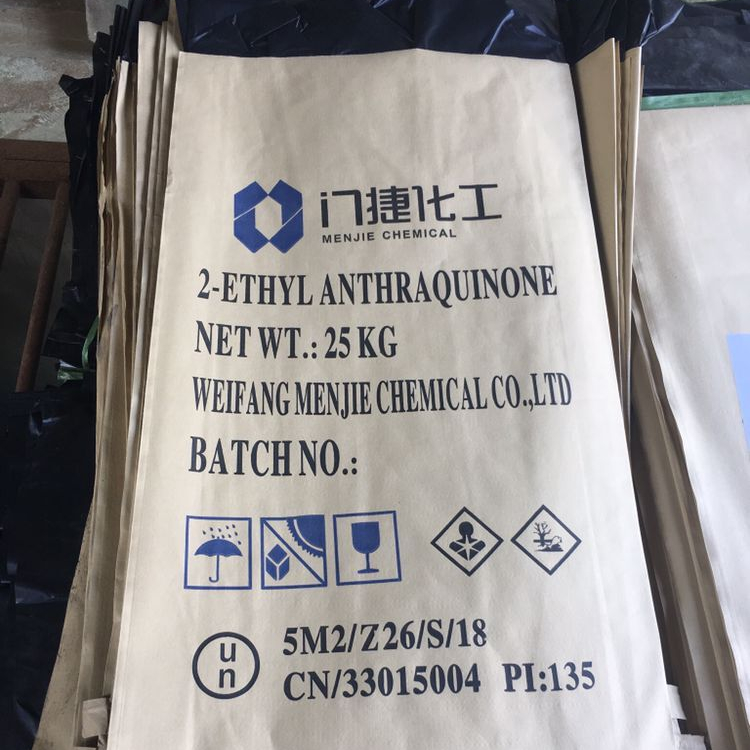 门捷化工
MENJIE CHEMICAL
2-ETHYL ANTHRAQUINONE
NET WT.: 25 KG
WEIFANG MENJIE CHEMICAL CO.,LTD
BATCH NO.:
un
5M2/Z26/S/18
CN/33015004 PI:135